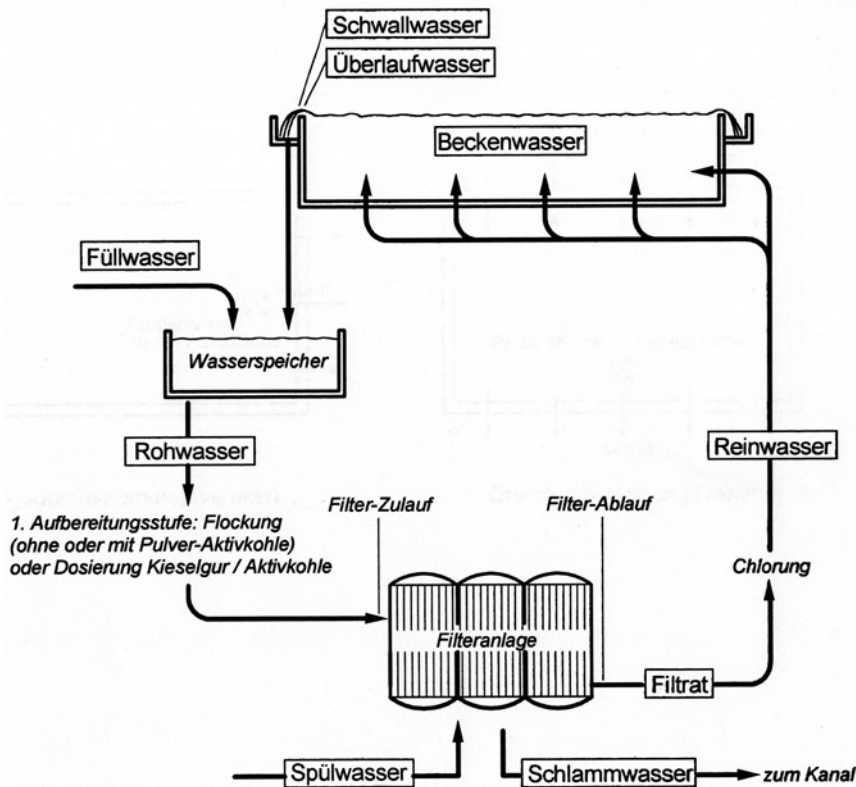 Schwallwasser
Überlaufwasser
Beckenwasser
Füllwasser
Wasserspeicher
Rohwasser
Reinwasser
Filter-Zulauf
Filter-Ablauf
1. Aufbereitungsstufe: Flockung
(ohne oder mit Pulver-Aktivkohle)
oder Dosierung Kieselgur / Aktivkohle
Chlorung
Filteranlage
Filtrat
Spülwasser
Schlammwasser
zum Kanal